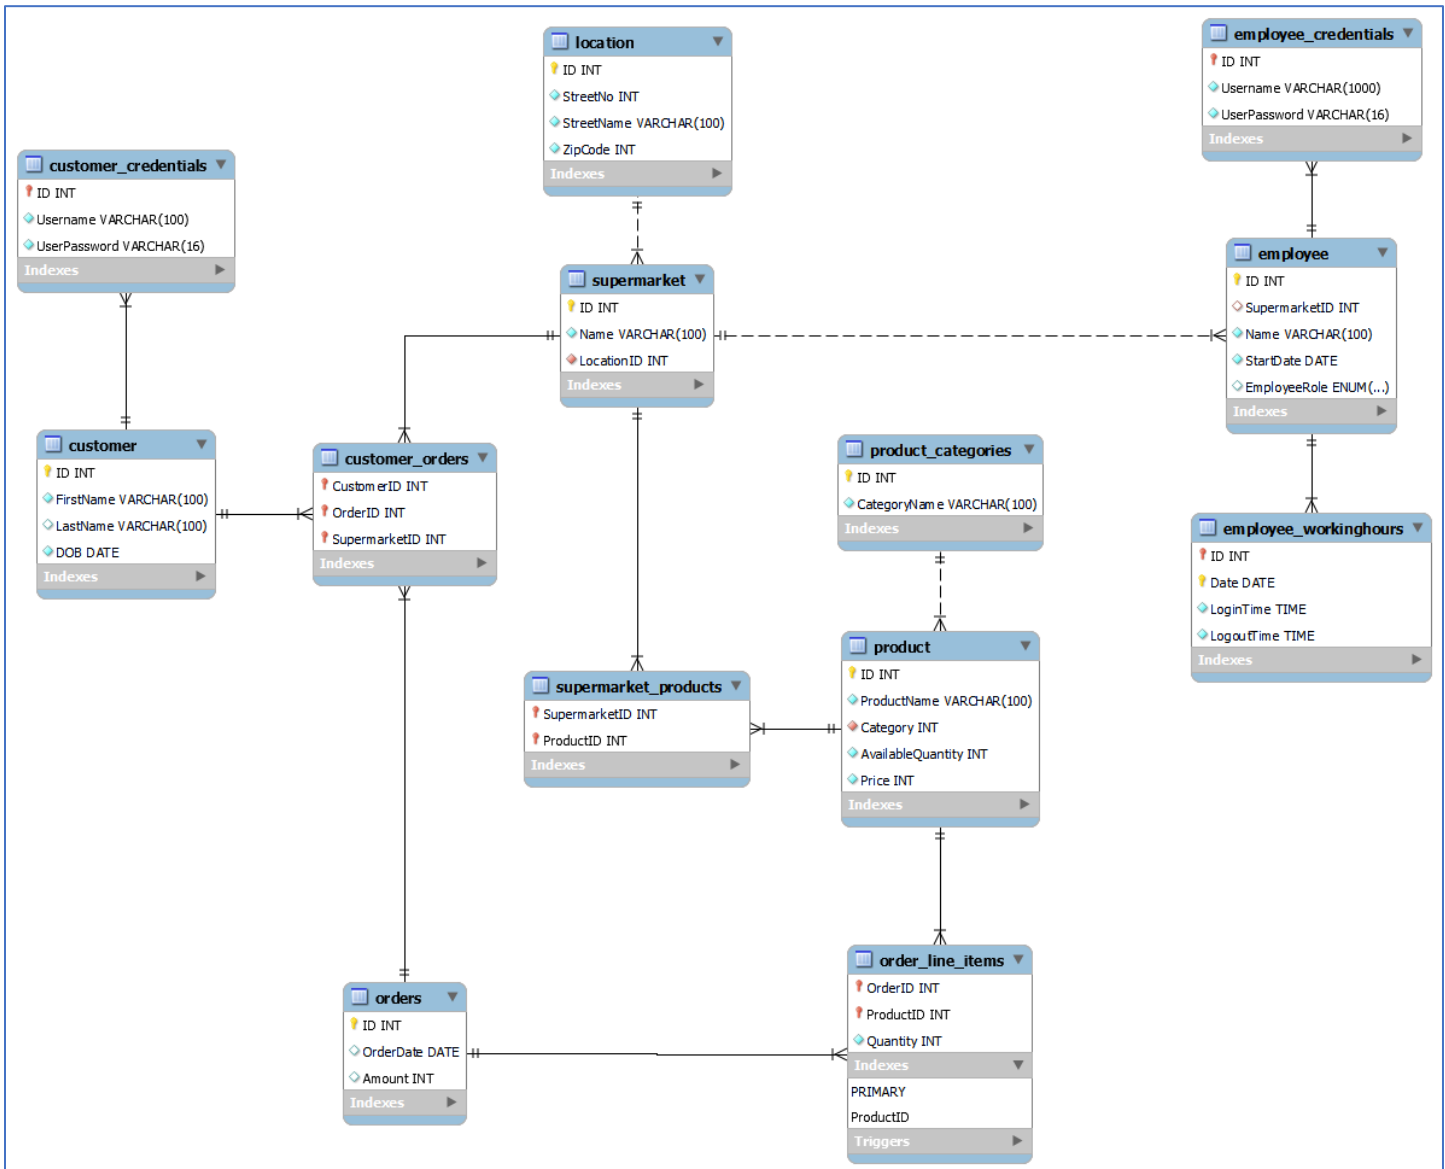 location
ID INT
StreetNo INT
StreetName VARCHAR(100)
ZipCode INT
Indexes
employee_credentials
ID INT
Username VARCHAR(1000)
UserPassword VARCHAR(16)
Indexes
customer_credentials
ID INT
Username VARCHAR(100)
UserPassword VARCHAR(16)
Indexes
supermarket
ID INT
Name VARCHAR(100)
LocationID INT
Indexes
employee
ID INT
SupermarketID INT
Name VARCHAR(100)
StartDate DATE
EmployeeRole ENUM(...)
Indexes
customer
ID INT
FirstName VARCHAR(100)
LastName VARCHAR(100)
DOB DATE
Indexes
customer_orders
CustomerID INT
OrderID INT
SupermarketID INT
Indexes
product_categories
ID INT
CategoryName VARCHAR(100)
Indexes
employee_workinghours
ID INT
Date DATE
LoginTime TIME
LogoutTime TIME
Indexes
supermarket_products
SupermarketID INT
ProductID INT
Indexes
product
ID INT
ProductName VARCHAR(100)
Category INT
AvailableQuantity INT
Price INT
Indexes
orders
ID INT
OrderDate DATE
Amount INT
Indexes
order_line_items
OrderID INT
ProductID INT
Quantity INT
Indexes
PRIMARY
ProductID
Triggers